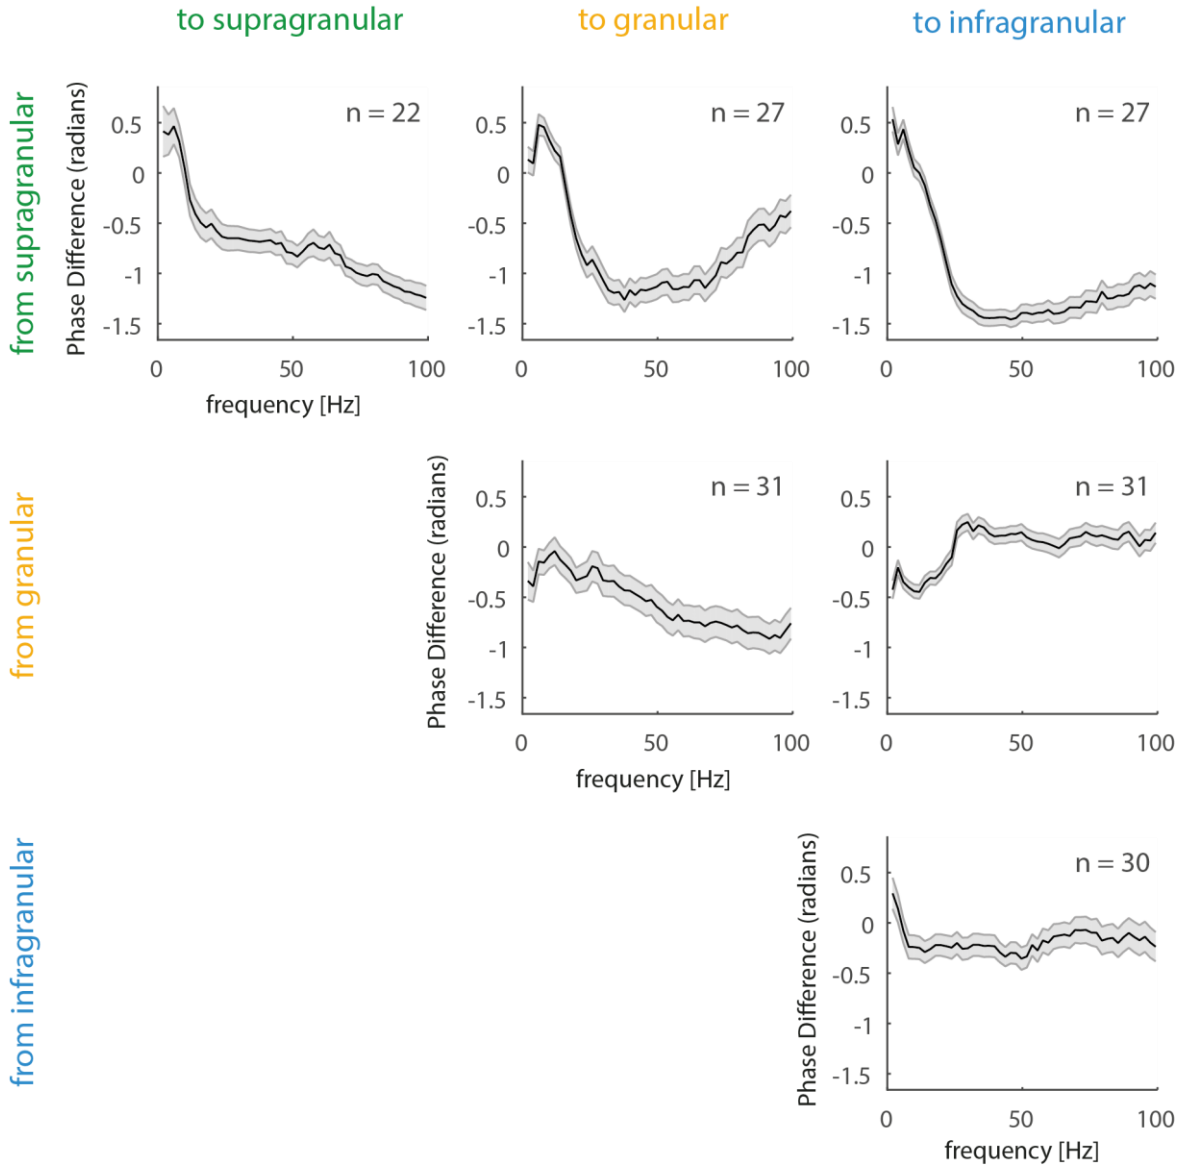 to supragranular
to granular
to infragranular
from supragranular
Phase Difference (radians)
n = 22
0.5
0
-0.5
-1
-1.5
0
50
100
frequency [Hz]
n = 27
0.5
0
-0.5
-1
-1.5
0
50
100
n = 27
0.5
0
-0.5
-1
-1.5
0
50
100
from granular
Phase Difference (radians)
n = 31
0.5
0
-0.5
-1
-1.5
0
50
100
frequency [Hz]
n = 31
0.5
0
-0.5
-1
-1.5
0
50
100
from infragranular
Phase Difference (radians)
n = 30
0.5
0
-0.5
-1
-1.5
0
50
100
frequency [Hz]